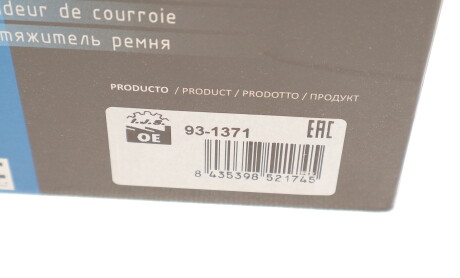 deur de courroie
тяжитель ремня
PRODUCTO / PRODUCT / PRODOTTO / ПРОДУКТ
I.J.S.
OE
93-1371
EAC
8 435398 521745